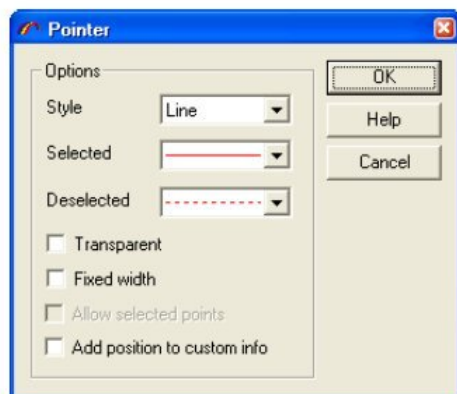 Pointer
Options
Style
Line
Selected
Deselected
Transparent
Fixed width
Allow selected points
Add position to custom info
OK
Help
Cancel